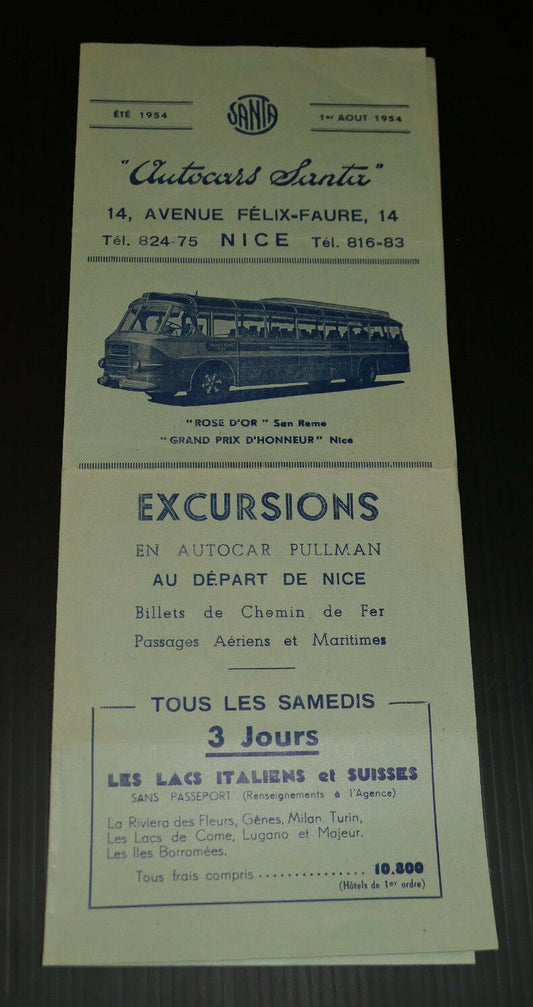 ÉTÉ 1954
SANTA
1er AOUT 1954
"Autocars Santa"
14, AVENUE FÉLIX-FAURE, 14
Tél. 824-75 NICE Tél. 816-83
"ROSE D'OR" San Remo
"GRAND PRIX D'HONNEUR" Nice
EXCURSIONS
EN AUTOCAR PULLMAN
AU DÉPART DE NICE
Billets de Chemin de Fer
Passages Aériens et Maritimes
TOUS LES SAMEDIS
3 Jours
LES LACS ITALIENS et SUISSES
SANS PASSEPORT (Renseignements à l'Agence)
La Riviera des Fleurs, Gênes, Milan, Turin,
Les Lacs de Come, Lugano et Majeur.
Les Iles Borromées.
Tous frais compris ............... 10.800
(Hôtels de 1er ordre)